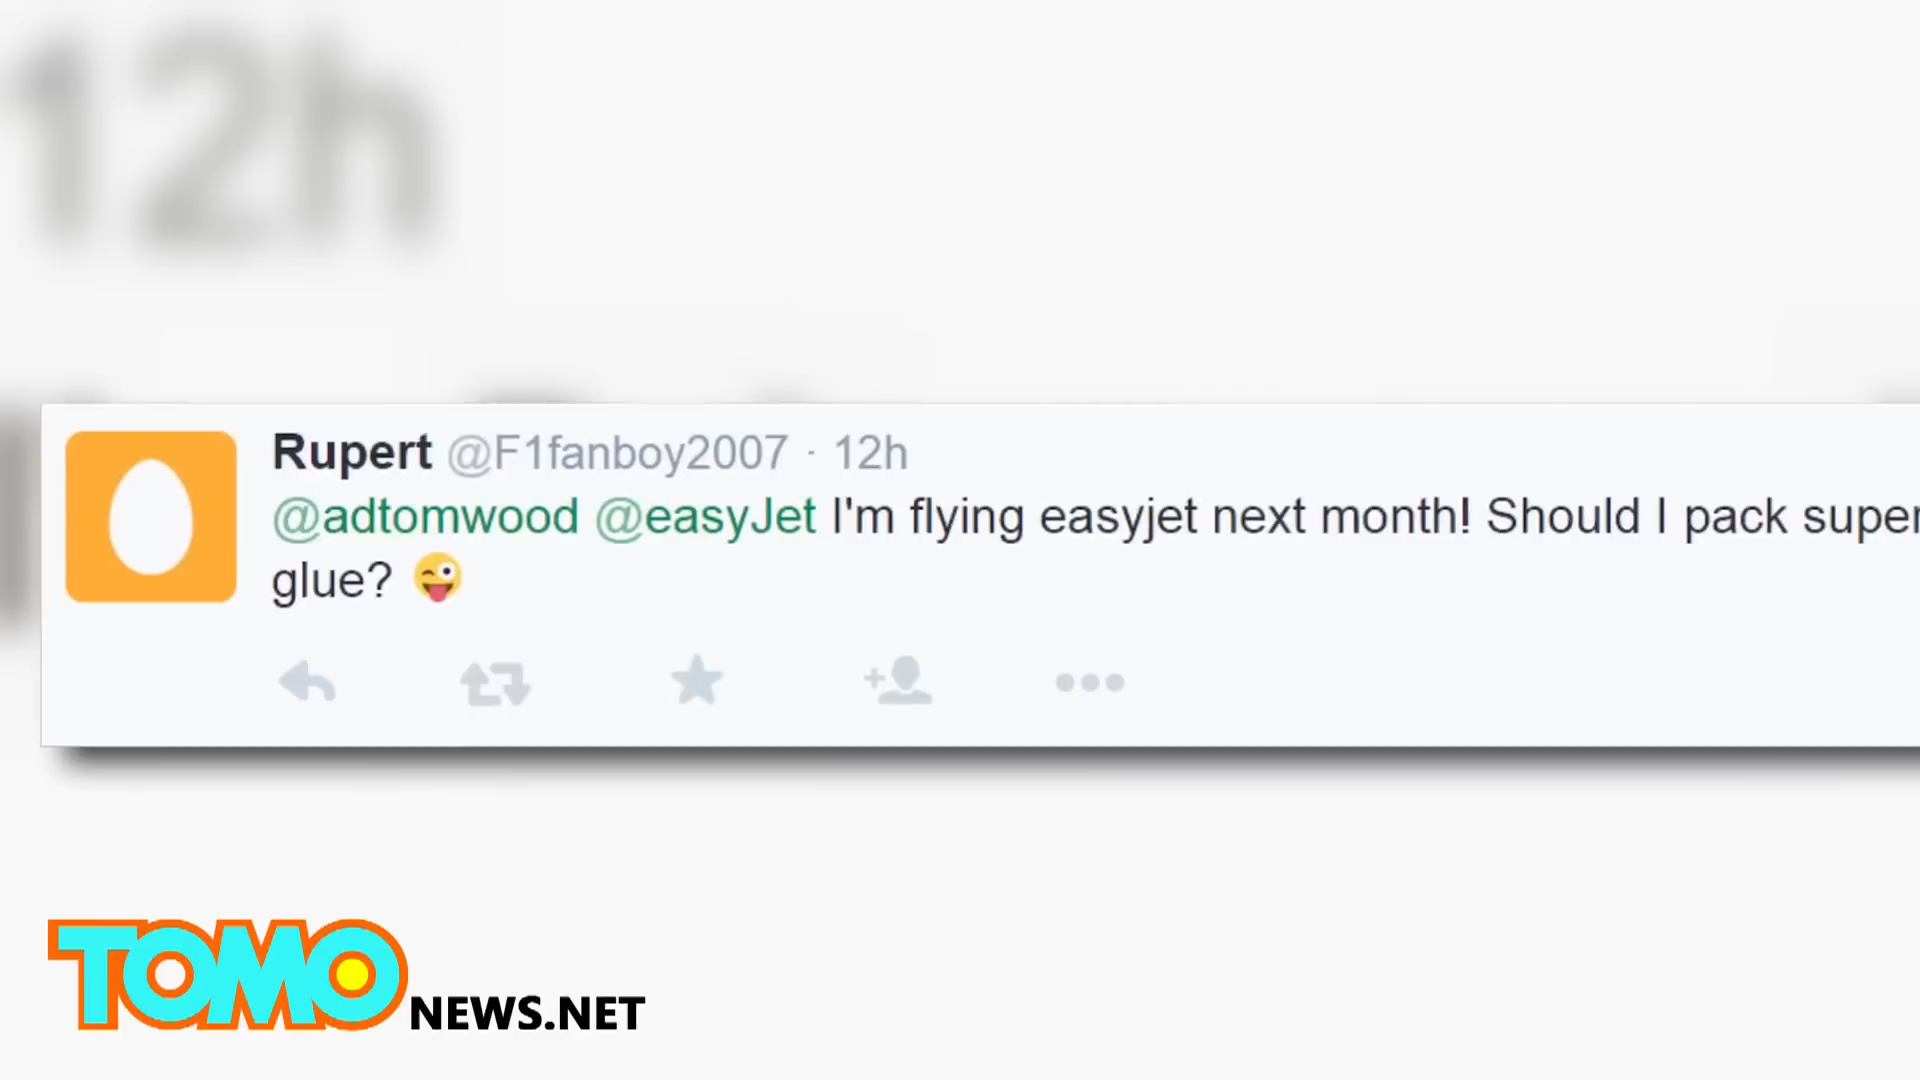 12h
Rupert @F1fanboy2007 · 12h
@adtomwood @easyJet I'm flying easyjet next month! Should I pack super
glue? 😜
TOMO NEWS.NET